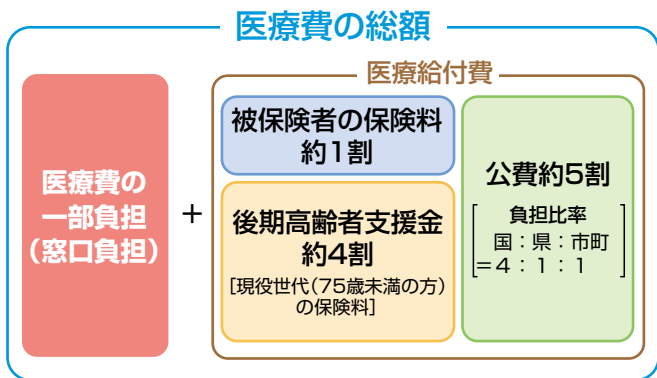 医療費の総額
医療費の
一部負担
（窓口負担）
＋
医療給付費
被保険者の保険料
約1割
後期高齢者支援金
約4割
［現役世代（75歳未満の方）
の保険料］
公費約5割
負担比率
国：県：市町
＝4：1：1